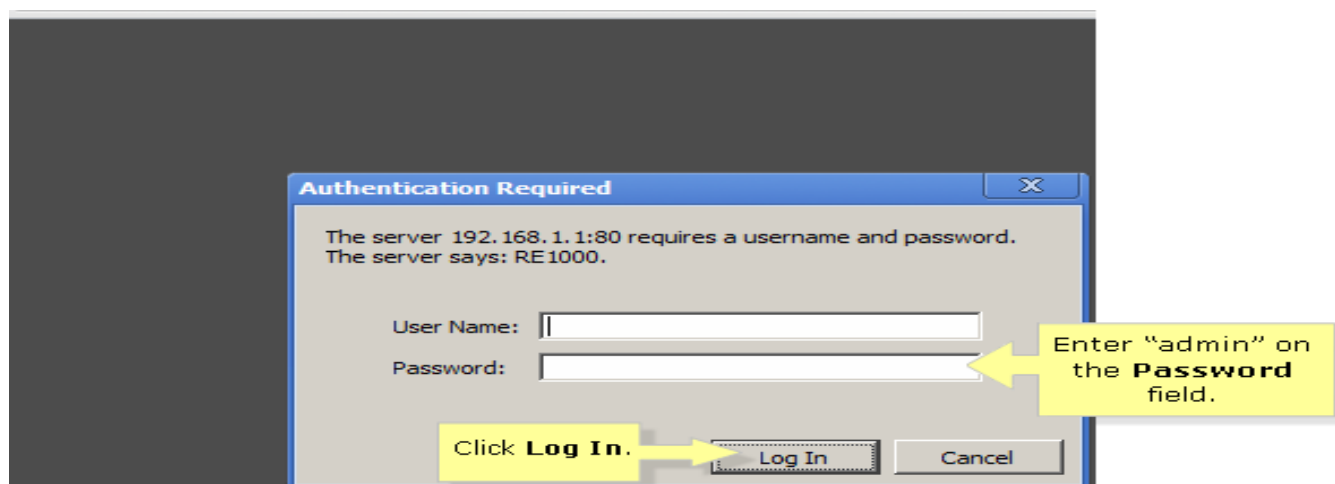 Authentication Required
The server 192.168.1.1:80 requires a username and password.
The server says: RE1000.
User Name:
Password:
Enter “admin” on
the Password
field.
Click Log In.
Log In
Cancel